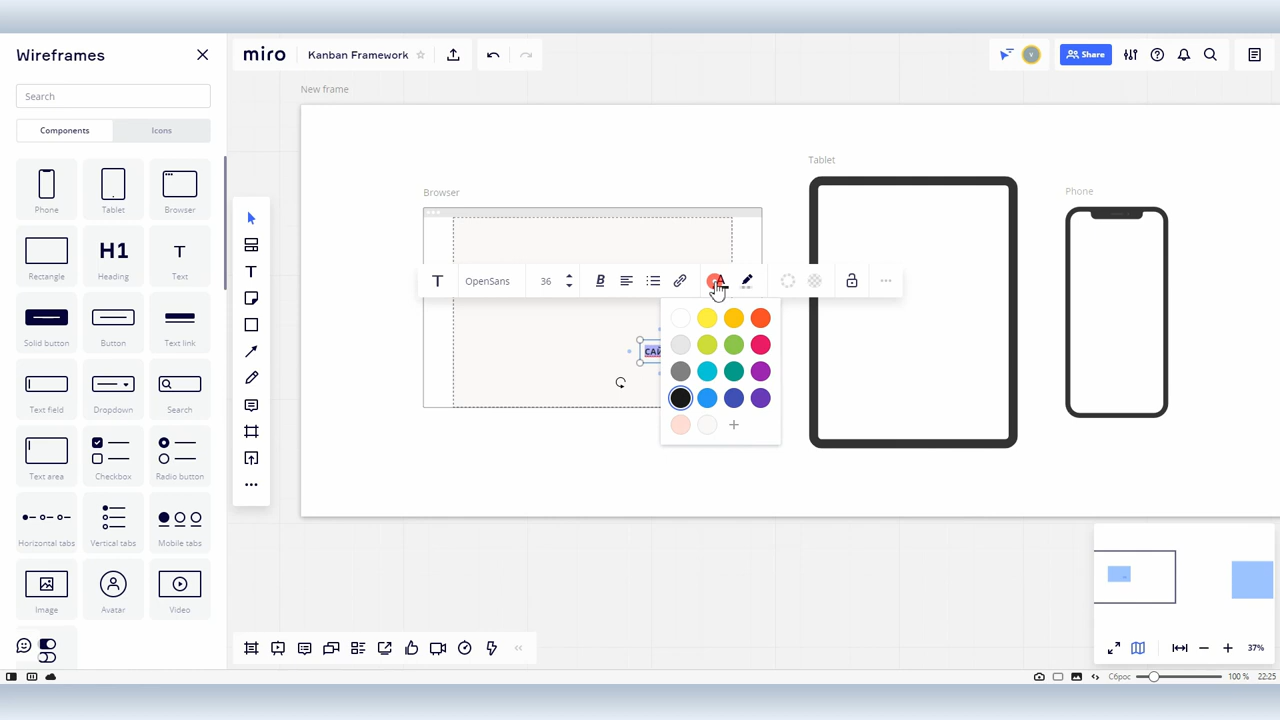 Wireframes
miro
Kanban Framework
Share
Search
Components
Icons
Phone
Tablet
Browser
Rectangle
H1
Heading
T
Text
Solid button
Button
Text link
Text field
Dropdown
Search
Text area
Checkbox
Radio button
Horizontal tabs
Vertical tabs
Mobile tabs
Image
Avatar
Video
New frame
Browser
Tablet
Phone
T
OpenSans
36
B
A
T
37%
Сброс
100 %
22:25